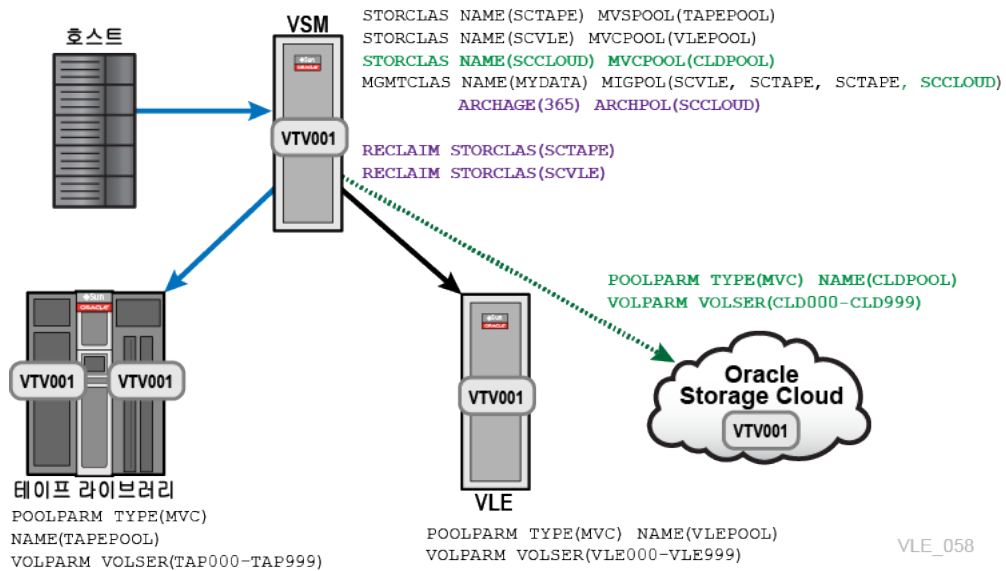 호스트
VSM
STORCLAS NAME(SCTAPE) MVSPOOL(TAPEPOOL)
STORCLAS NAME(SCVLE) MVCPOOL(VLEPOOL)
STORCLAS NAME(SCCLOUD) MVCPOOL(CLDPOOL)
MGMTCLAS NAME(MYDATA) MIGPOL(SCVLE, SCTAPE, SCTAPE, SCCLOUD)
ARCHAGE(365) ARCHPOL(SCCLOUD)
VTV001
RECLAIM STORCLAS(SCTAPE)
RECLAIM STORCLAS(SCVLE)
POOLPARM TYPE(MVC) NAME(CLDPOOL)
VOLPARM VOLSER(CLD000-CLD999)
Sun
ORACLE
VTV001
VTV001
VTV001
Oracle
Storage Cloud
VTV001
테이프 라이브러리
POOLPARM TYPE(MVC)
NAME(TAPEPOOL)
VOLPARM VOLSER(TAP000-TAP999)
VLE
POOLPARM TYPE(MVC) NAME(VLEPOOL)
VOLPARM VOLSER(VLE000-VLE999)
VLE_058